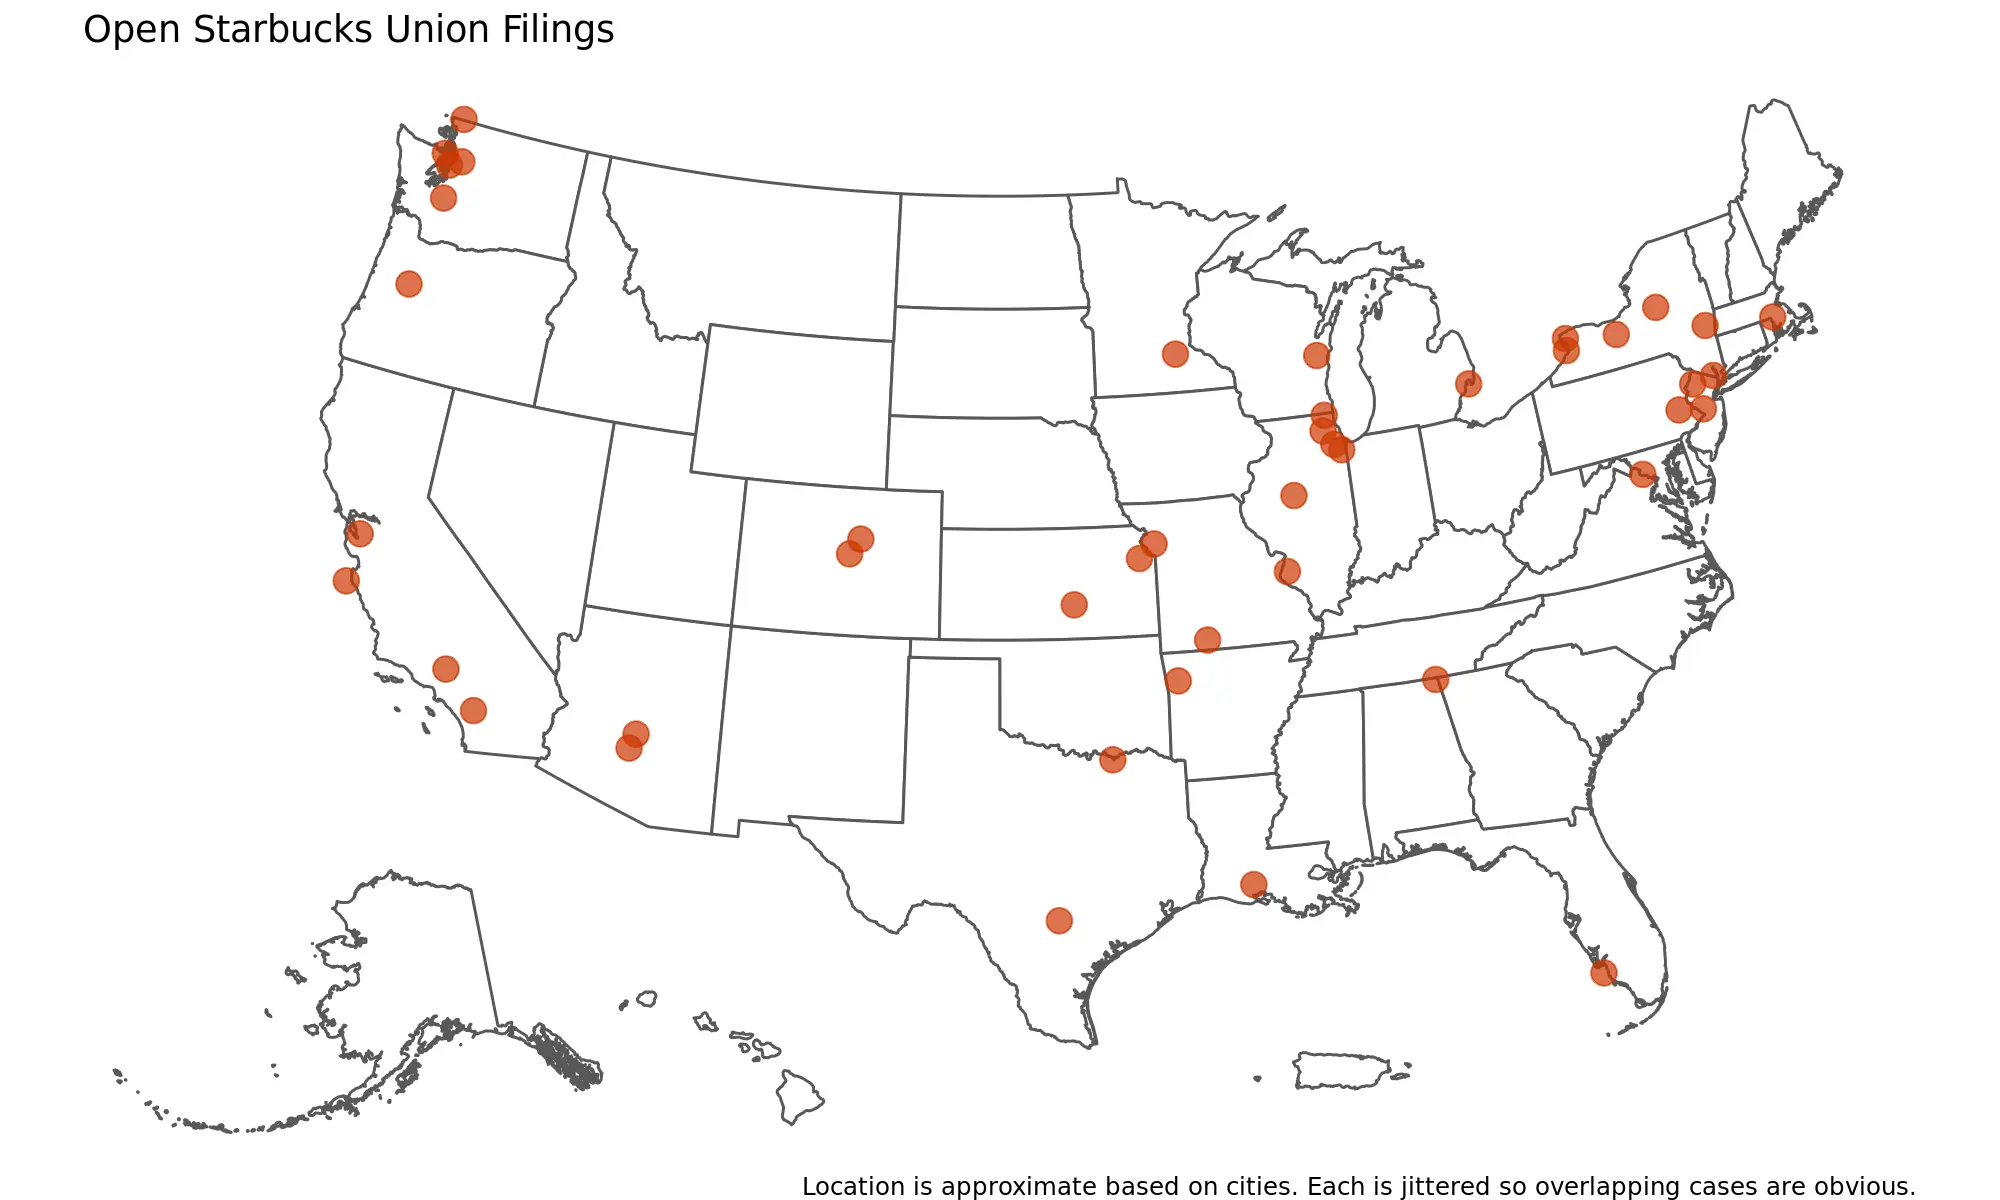 Open Starbucks Union Filings
Location is approximate based on cities. Each is jittered so overlapping cases are obvious.